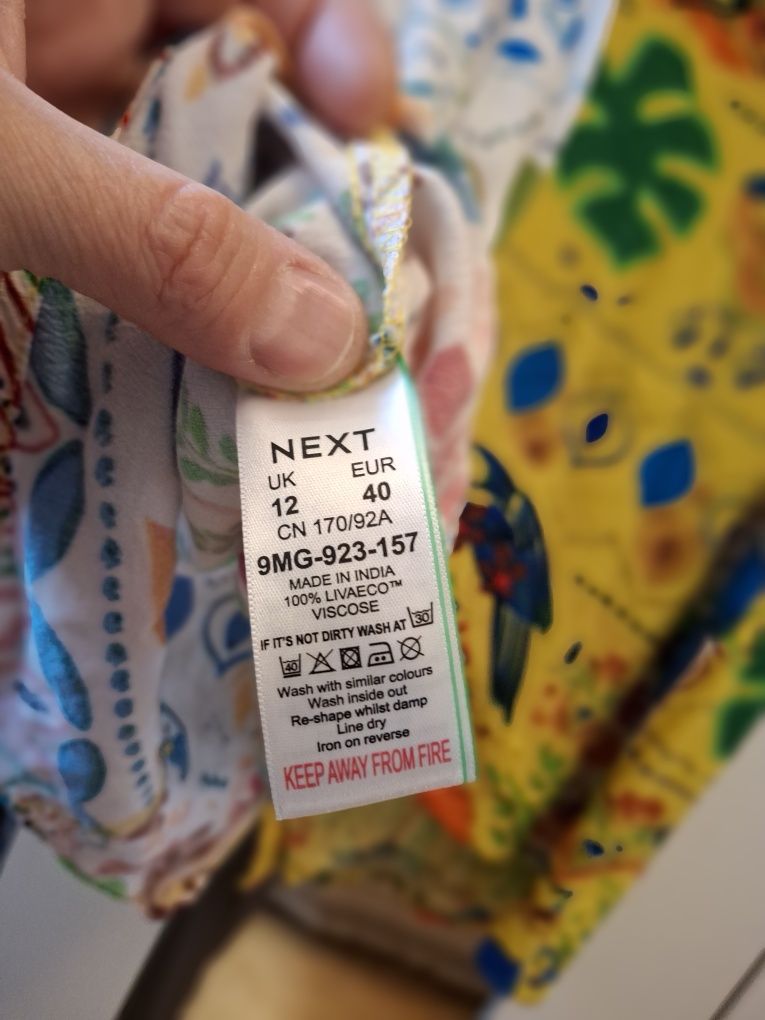 NEXT
UK EUR
12 40
CN 170/92A
9MG-923-157
MADE IN INDIA
100% LIVAECO™
VISCOSE
IF IT'S NOT DIRTY WASH AT 30
40
Wash with similar colours
Wash inside out
Re-shape whilst damp
Line dry
Iron on reverse
KEEP AWAY FROM FIRE